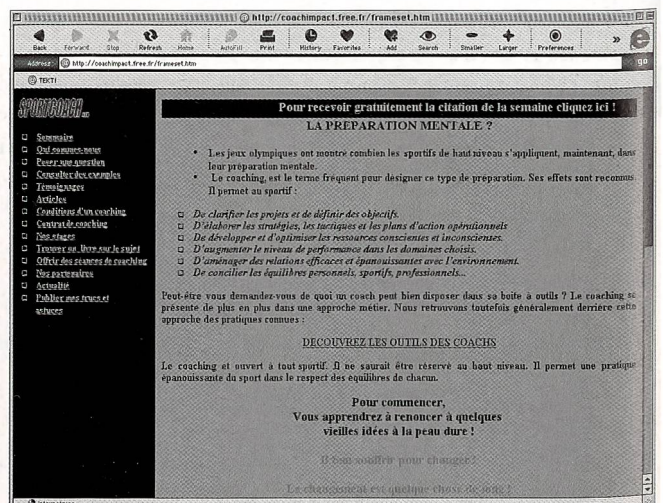 http://coachimpact.free.fr/frameset.htm
Back Forward Stop Refresh Home AutoFill Print History Favorites Add Search Smaller Larger Preferences »
Address: http://coachimpact.free.fr/frameset.htm go
TEKTI
SPORTCOACH
Sommaire
Qui sommes-nous
Poser une question
Consulter des exemples
Témoignages
Articles
Conditions d'un coaching
Contrat de coaching
Nos stages
Trouver un livre sur le sujet
Offrir des séances de coaching
Nos partenaires
Actualité
Publier nos trucs et
astuces
Pour recevoir gratuitement la citation de la semaine cliquez ici !
LA PREPARATION MENTALE ?
• Les jeux olympiques ont montré combien les sportifs de haut niveau s'appliquent, maintenant, dans
leur préparation mentale.
• Le coaching, est le terme fréquent pour désigner ce type de préparation. Ses effets sont reconnus.
Il permet au sportif :
De clarifier les projets et de définir des objectifs.
D'élaborer les stratégies, les tactiques et les plans d'action opérationnels
De développer et d'optimiser les ressources conscientes et inconscienses.
D'augmenter le niveau de performance dans les domaines choisis.
D'aménager des relations efficaces et épanouissantes avec l'environnement.
De concilier les équilibres personnels, sportifs, professionnels...
Peut-être vous demandez-vous de quoi un coach peut bien disposer dans sa boite à outils ? Le coaching se
présente de plus en plus dans une approche métier. Nous retrouvons toutefois généralement derrière cette
approche des pratiques connues :
DECOUVREZ LES OUTILS DES COACHS
Le coaching et ouvert à tout sportif. Il ne saurait être réservé au haut niveau. Il permet une pratique
épanouissante du sport dans le respect des équilibres de chacun.
Pour commencer,
Vous apprendrez à renoncer à quelques
vieilles idées à la peau dure !
Il faut souffrir pour changer !
Le changement est quelque chose de long !